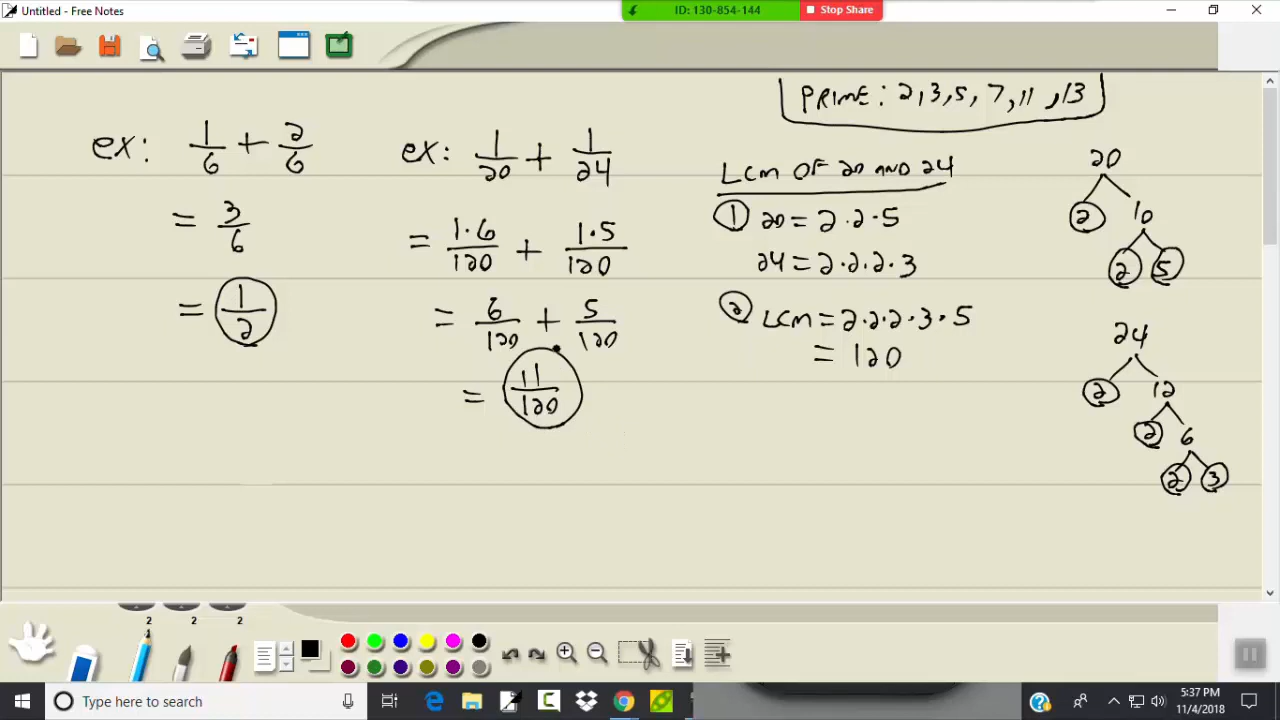 Untitled - Free Notes
ID: 130-854-144
Stop Share
PRIME: 2,3,5,7,11,13
ex: 1/6 + 2/6
= 3/6
= 1/2
ex: 1/20 + 1/24
= 1·6/120 + 1·5/120
= 6/120 + 5/120
= 11/120
LCM OF 20 AND 24
1 20 = 2·2·5
24 = 2·2·2·3
2 LCM = 2·2·2·3·5
= 120
20
2 10
2 5
24
2 12
2 6
2 3
2 2 2
Type here to search
5:37 PM
11/4/2018